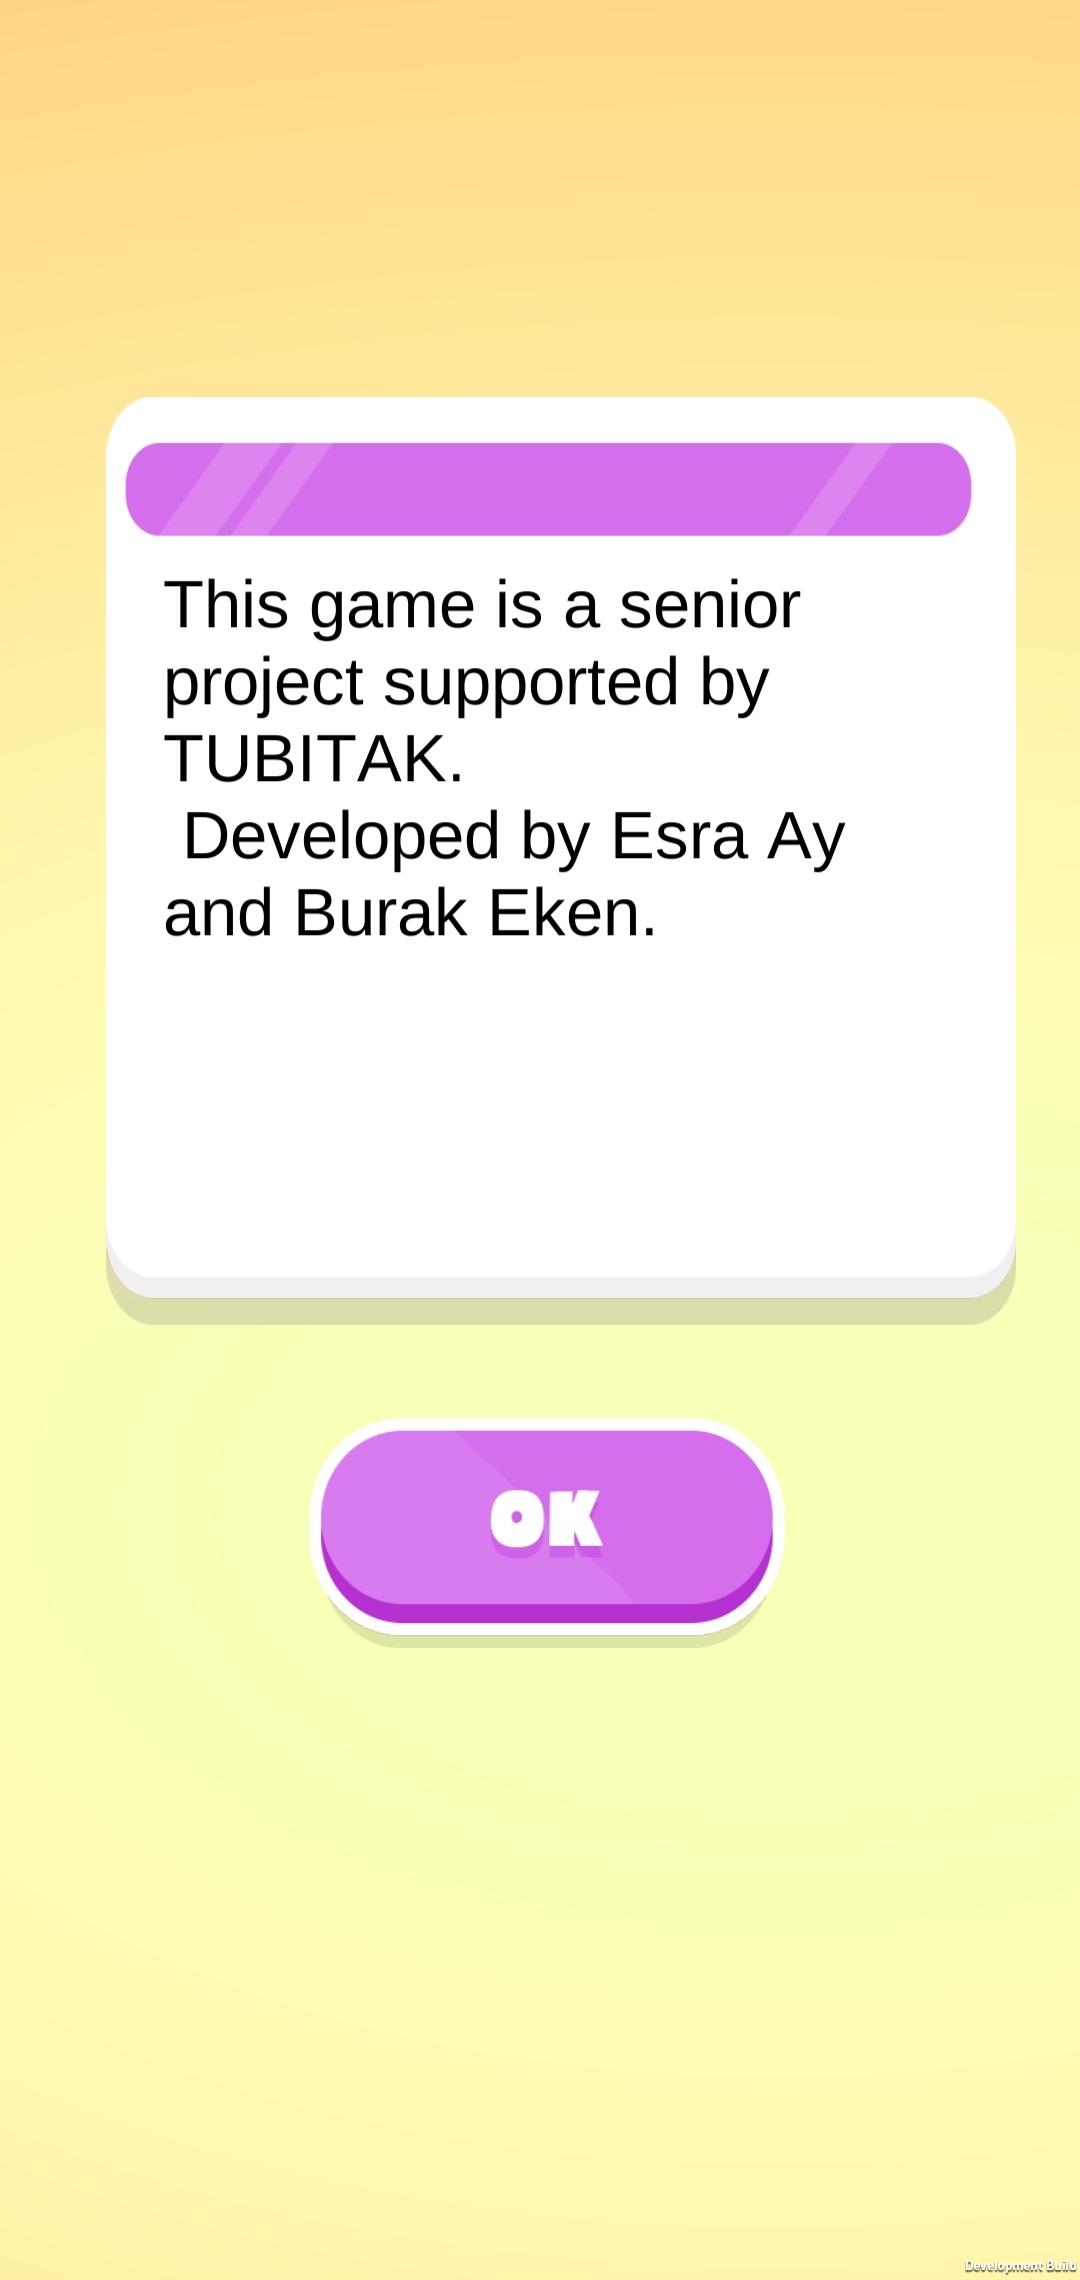 This game is a senior
project supported by
TUBITAK.
Developed by Esra Ay
and Burak Eken.
OK
Development Build